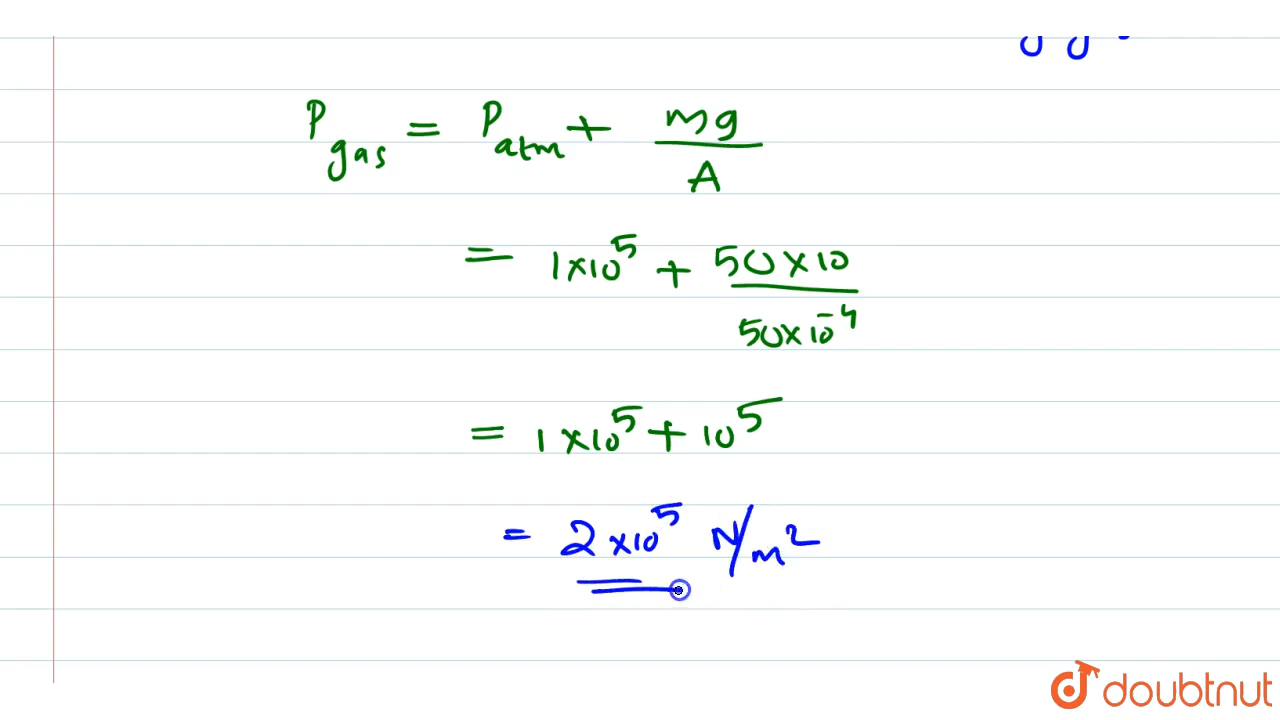 P_gas = P_atm + mg/A
= 1×10^5 + 50×10/50×10^-4
= 1×10^5 + 10^5
= 2×10^5 N/m^2
doubtnut